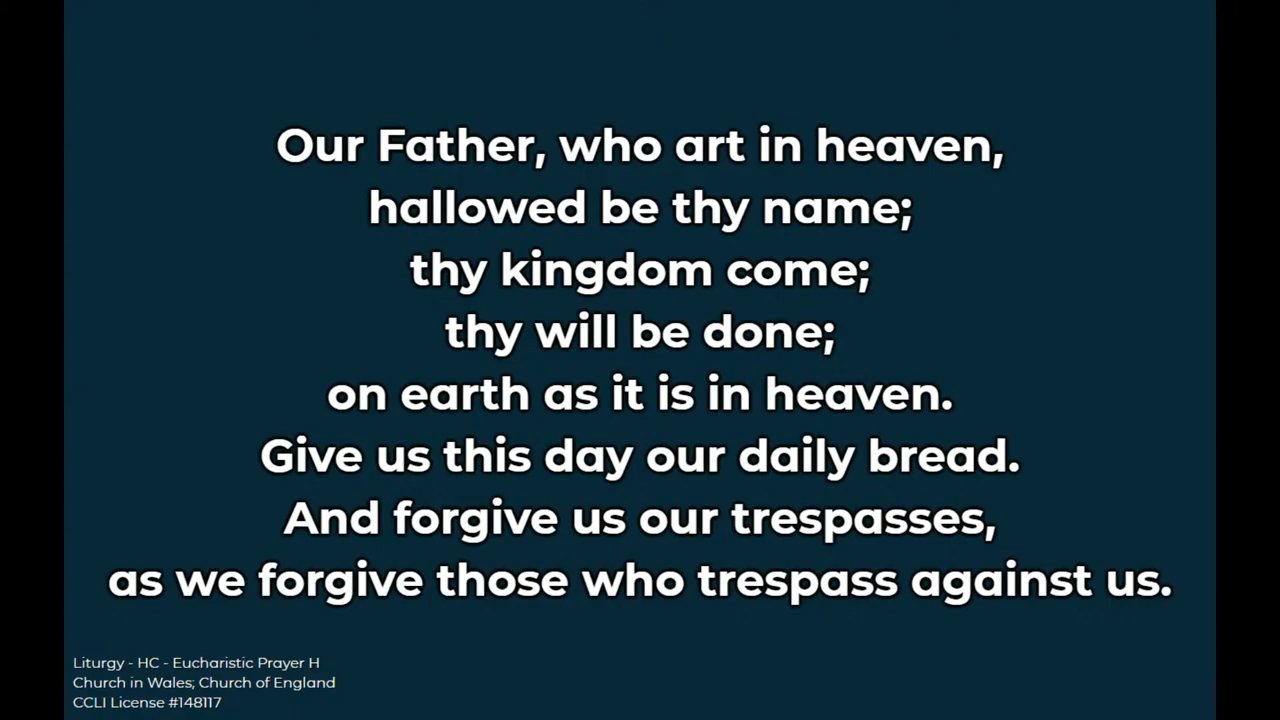 Our Father, who art in heaven,
hallowed be thy name;
thy kingdom come;
thy will be done;
on earth as it is in heaven.
Give us this day our daily bread.
And forgive us our trespasses,
as we forgive those who trespass against us.
Liturgy - HC - Eucharistic Prayer H
Church in Wales; Church of England
CCLI License #148117